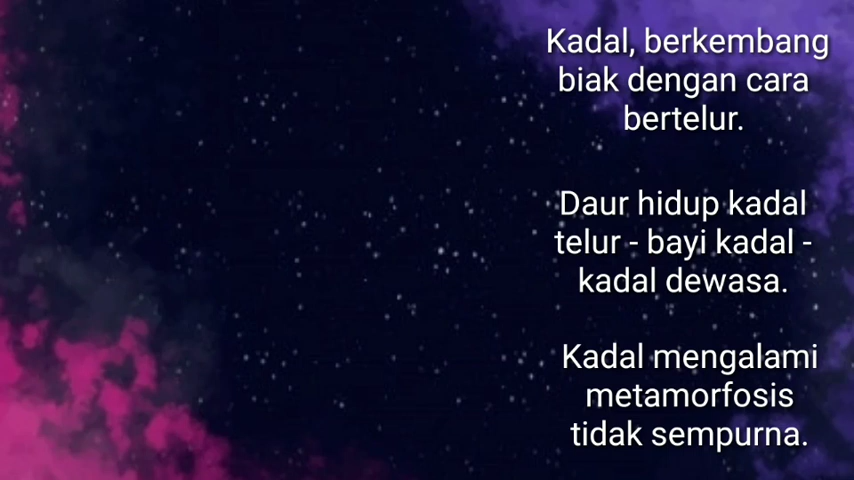 Kadal, berkembang
biak dengan cara
bertelur.
Daur hidup kadal
telur - bayi kadal -
kadal dewasa.
Kadal mengalami
metamorfosis
tidak sempurna.